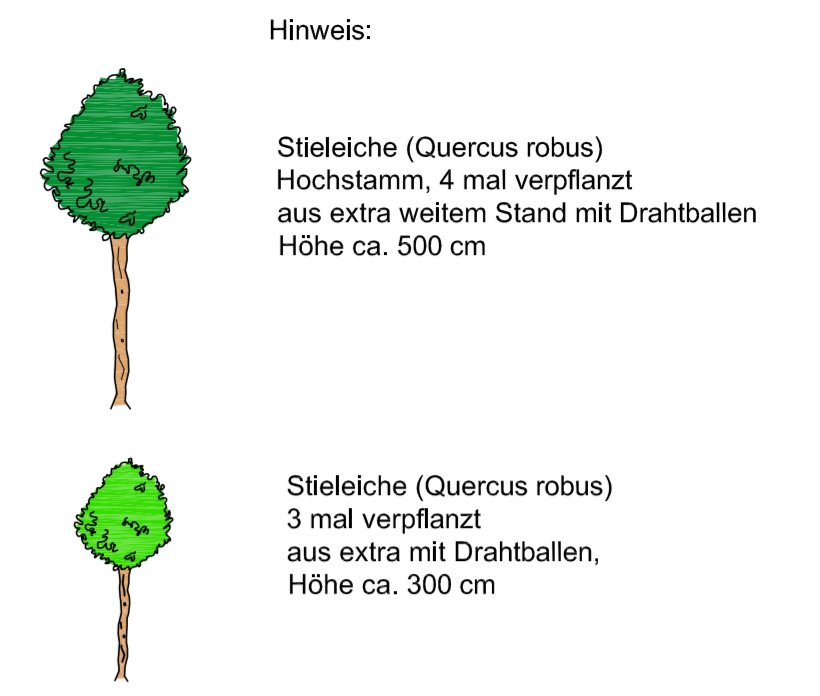 Hinweis:
Stieleiche (Quercus robus)
Hochstamm, 4 mal verpflanzt
aus extra weitem Stand mit Drahtballen
Höhe ca. 500 cm
Stieleiche (Quercus robus)
3 mal verpflanzt
aus extra mit Drahtballen,
Höhe ca. 300 cm